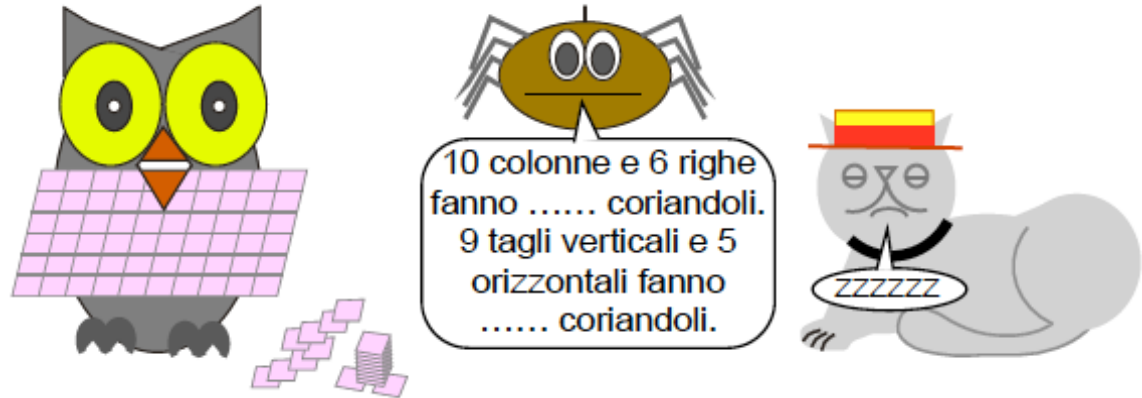 10 colonne e 6 righe
fanno …… coriandoli.
9 tagli verticali e 5
orizzontali fanno
…… coriandoli.
ZZZZZZ